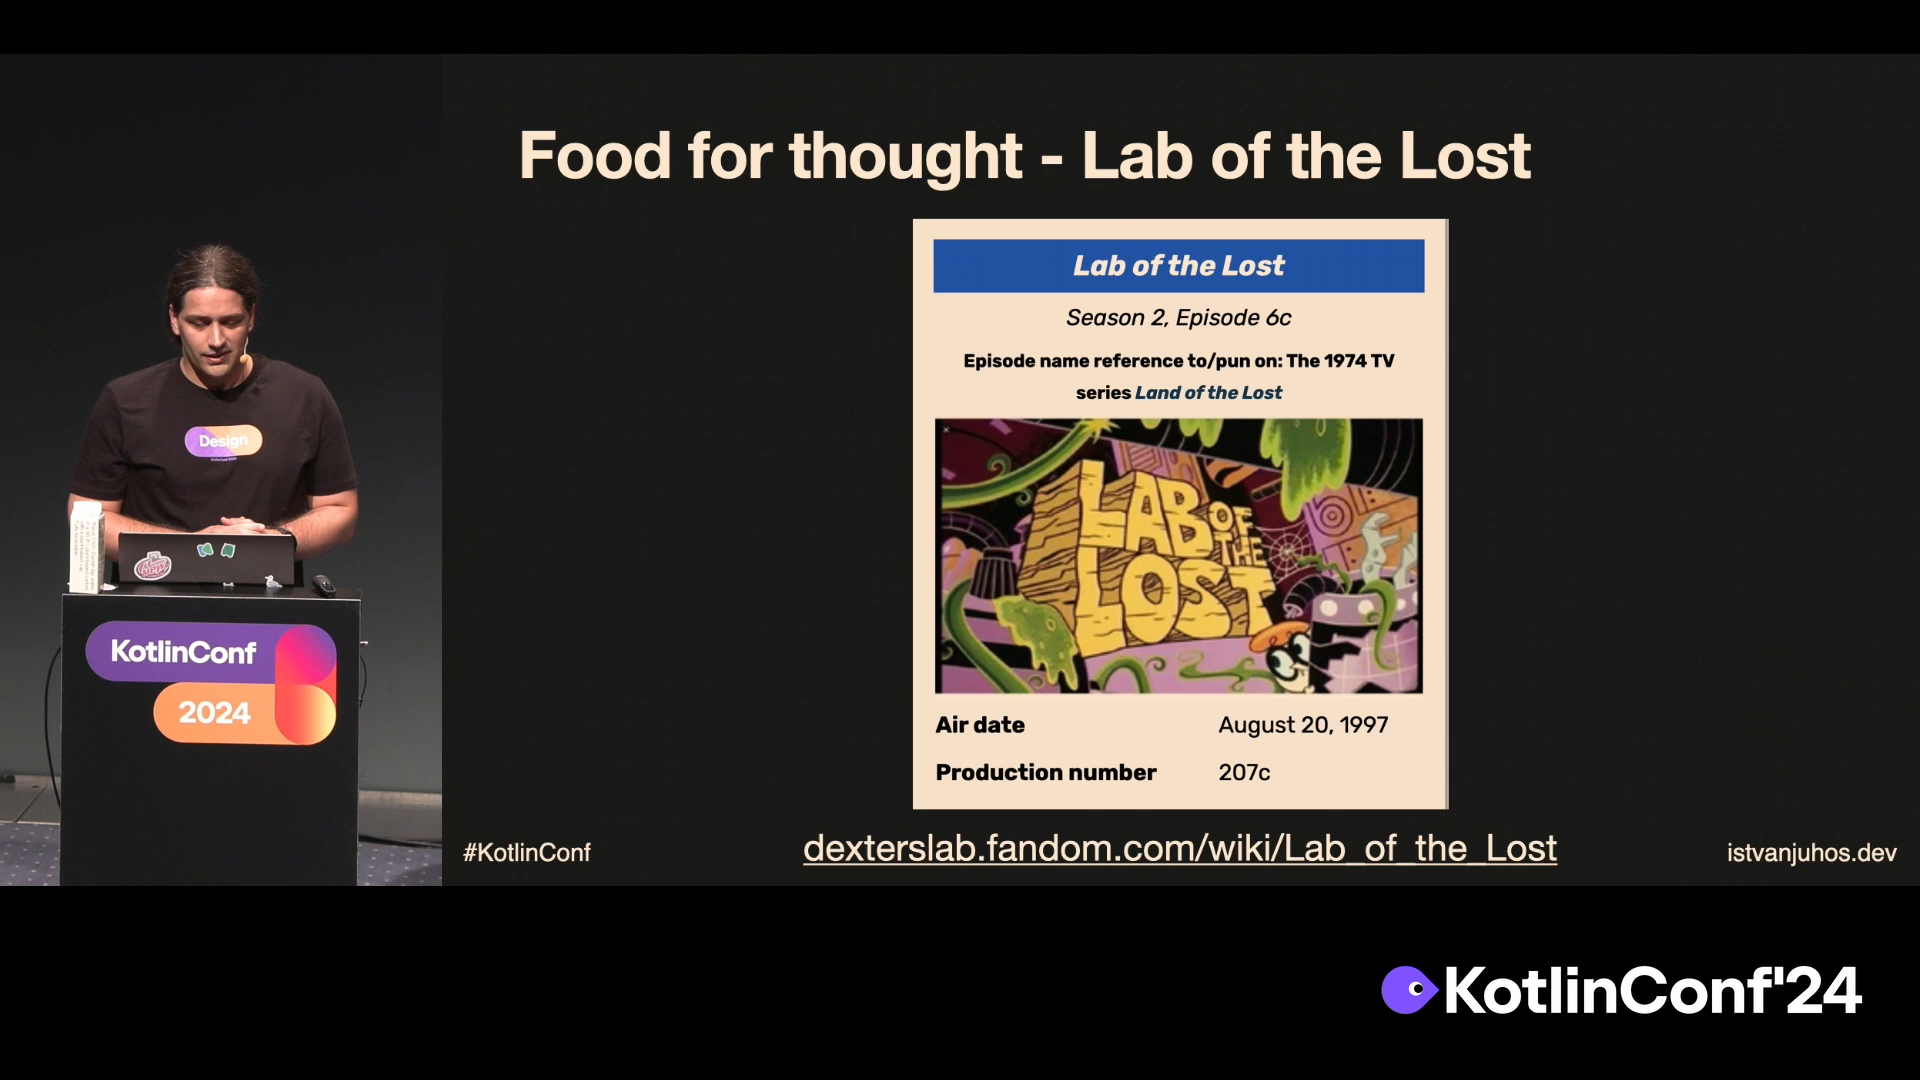 Food for thought - Lab of the Lost
Lab of the Lost
Season 2, Episode 6c
Episode name reference to/pun on: The 1974 TV
series Land of the Lost
LAB OF
THE
LOST
Air date August 20, 1997
Production number 207c
#KotlinConf
dexterslab.fandom.com/wiki/Lab_of_the_Lost
istvanjuhos.dev
Design
KotlinConf
2024
KotlinConf'24